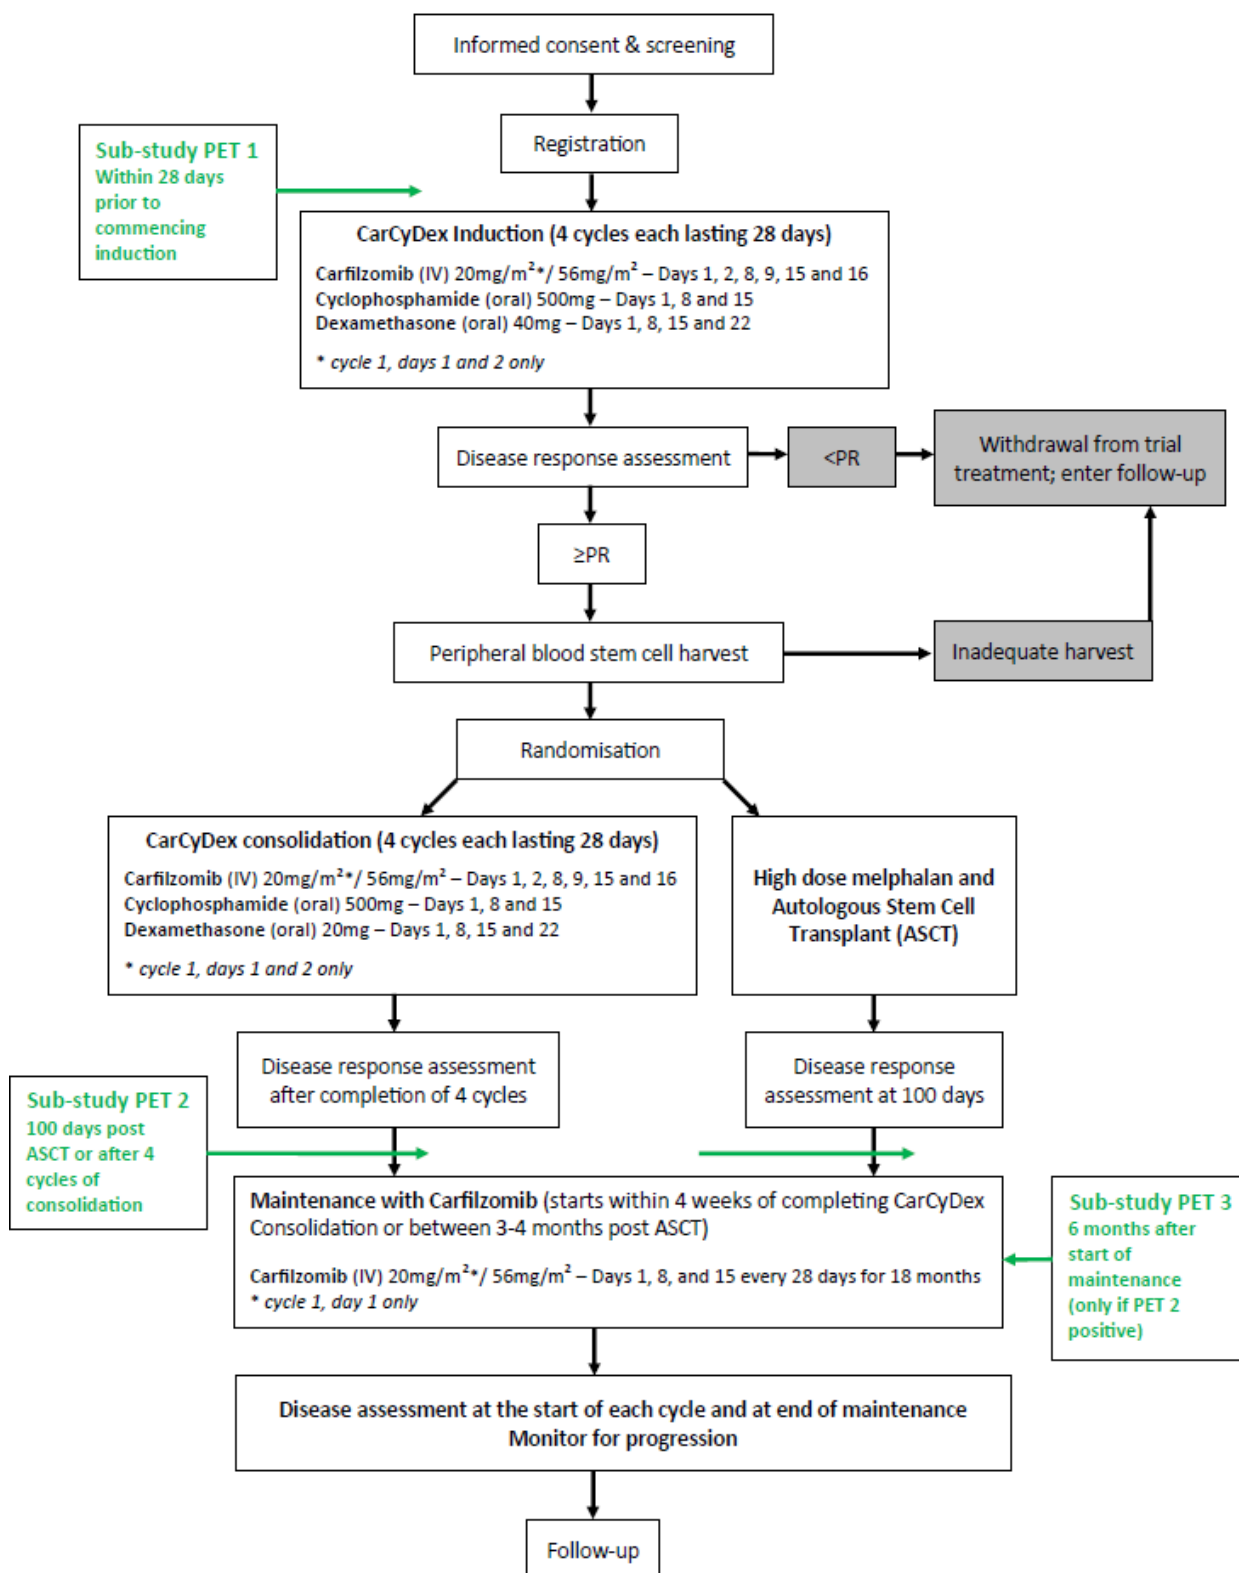 Informed consent & screening
Registration
Sub-study PET 1
Within 28 days
prior to
commencing
induction
CarCyDex Induction (4 cycles each lasting 28 days)
Carfilzomib (IV) 20mg/m²*/ 56mg/m² – Days 1, 2, 8, 9, 15 and 16
Cyclophosphamide (oral) 500mg – Days 1, 8 and 15
Dexamethasone (oral) 40mg – Days 1, 8, 15 and 22
* cycle 1, days 1 and 2 only
Disease response assessment
<PR
Withdrawal from trial
treatment; enter follow-up
≥PR
Peripheral blood stem cell harvest
Inadequate harvest
Randomisation
CarCyDex consolidation (4 cycles each lasting 28 days)
Carfilzomib (IV) 20mg/m²*/ 56mg/m² – Days 1, 2, 8, 9, 15 and 16
Cyclophosphamide (oral) 500mg – Days 1, 8 and 15
Dexamethasone (oral) 20mg – Days 1, 8, 15 and 22
* cycle 1, days 1 and 2 only
High dose melphalan and
Autologous Stem Cell
Transplant (ASCT)
Disease response assessment
after completion of 4 cycles
Disease response
assessment at 100 days
Sub-study PET 2
100 days post
ASCT or after 4
cycles of
consolidation
Maintenance with Carfilzomib (starts within 4 weeks of completing CarCyDex
Consolidation or between 3-4 months post ASCT)
Carfilzomib (IV) 20mg/m²*/ 56mg/m² – Days 1, 8, and 15 every 28 days for 18 months
* cycle 1, day 1 only
Sub-study PET 3
6 months after
start of
maintenance
(only if PET 2
positive)
Disease assessment at the start of each cycle and at end of maintenance
Monitor for progression
Follow-up